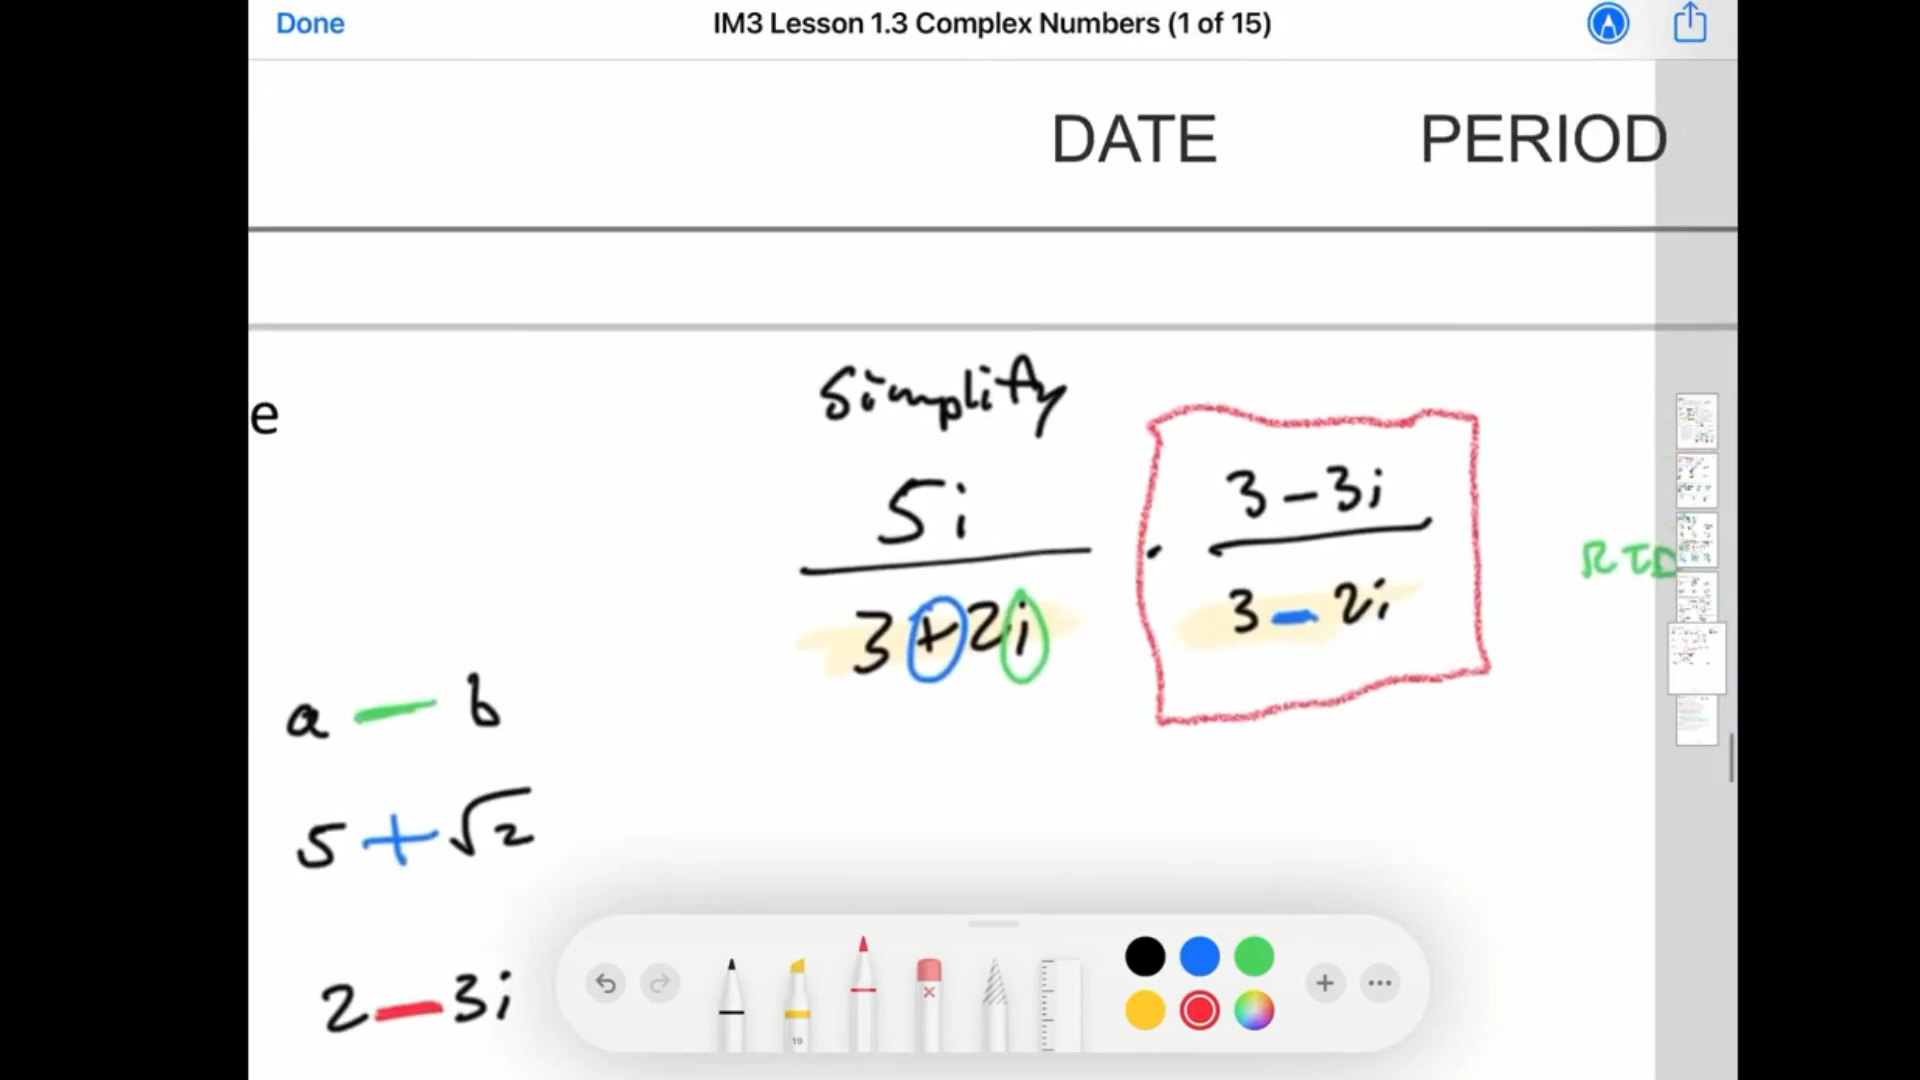 Done IM3 Lesson 1.3 Complex Numbers (1 of 15)
DATE PERIOD
e
Simplify
5i
3 + 2i
·
3 - 3i
3 - 2i
a - b
5 + √2
2 - 3i
19